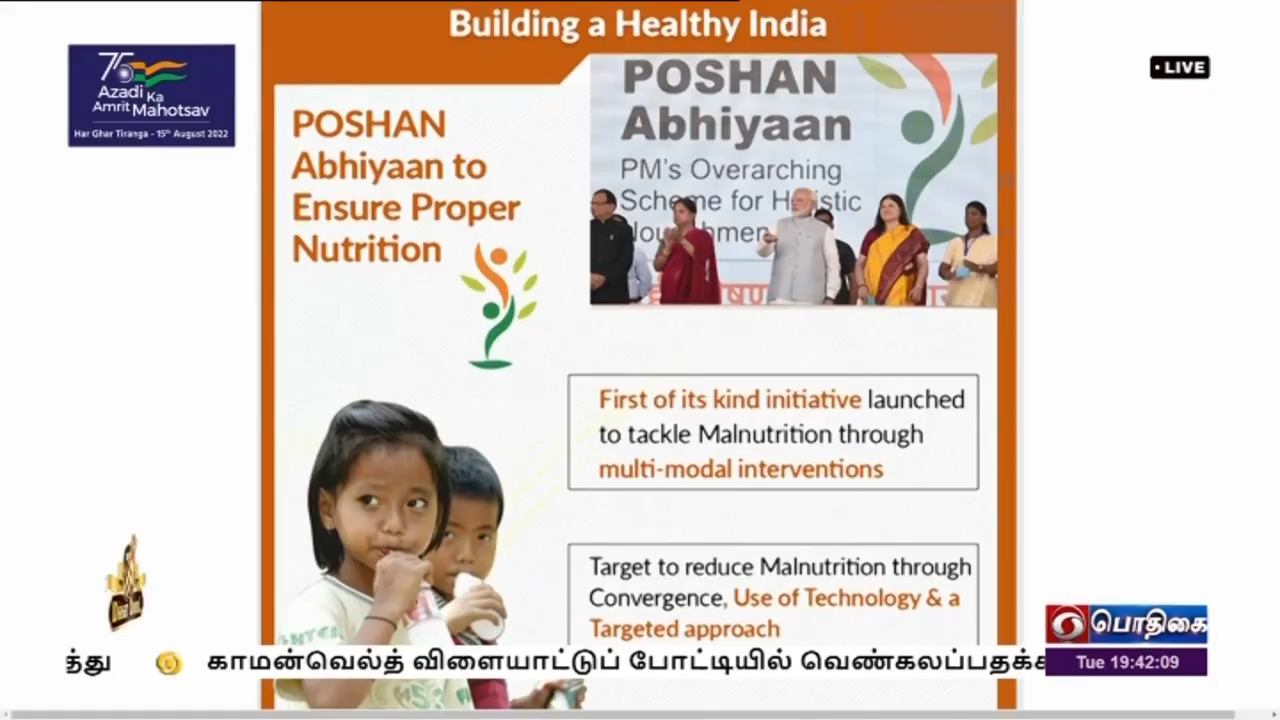 Building a Healthy India
75
Azadi
Ka
Amrit Mahotsav
Har Ghar Tiranga - 15th August 2022
• LIVE
POSHAN
Abhiyaan to
Ensure Proper
Nutrition
POSHAN
Abhiyaan
PM's Overarching
Scheme for
First of its kind initiative launched
to tackle Malnutrition through
multi-modal interventions
Target to reduce Malnutrition through
Convergence, Use of Technology & a
Targeted approach
பொதிகை
த்து காமன்வெல்த் விளையாட்டுப் போட்டியில் வெண்கலப்பதக்க
Tue 19:42:09